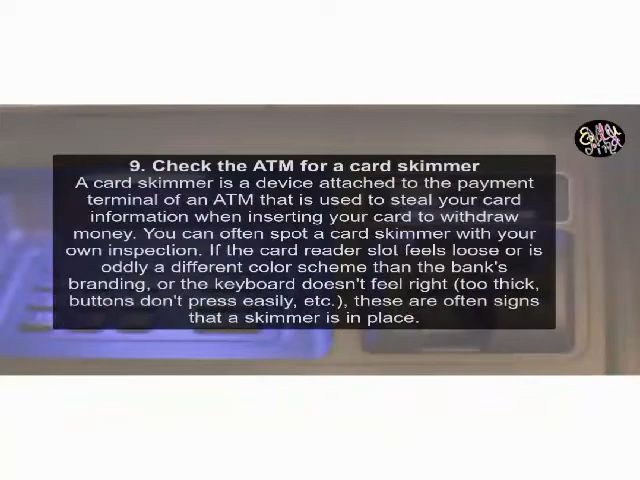 9. Check the ATM for a card skimmer
A card skimmer is a device attached to the payment
terminal of an ATM that is used to steal your card
information when inserting your card to withdraw
money. You can often spot a card skimmer with your
own inspection. If the card reader slot feels loose or is
oddly a different color scheme than the bank's
branding, or the keyboard doesn't feel right (too thick,
buttons don't press easily, etc.), these are often signs
that a skimmer is in place.